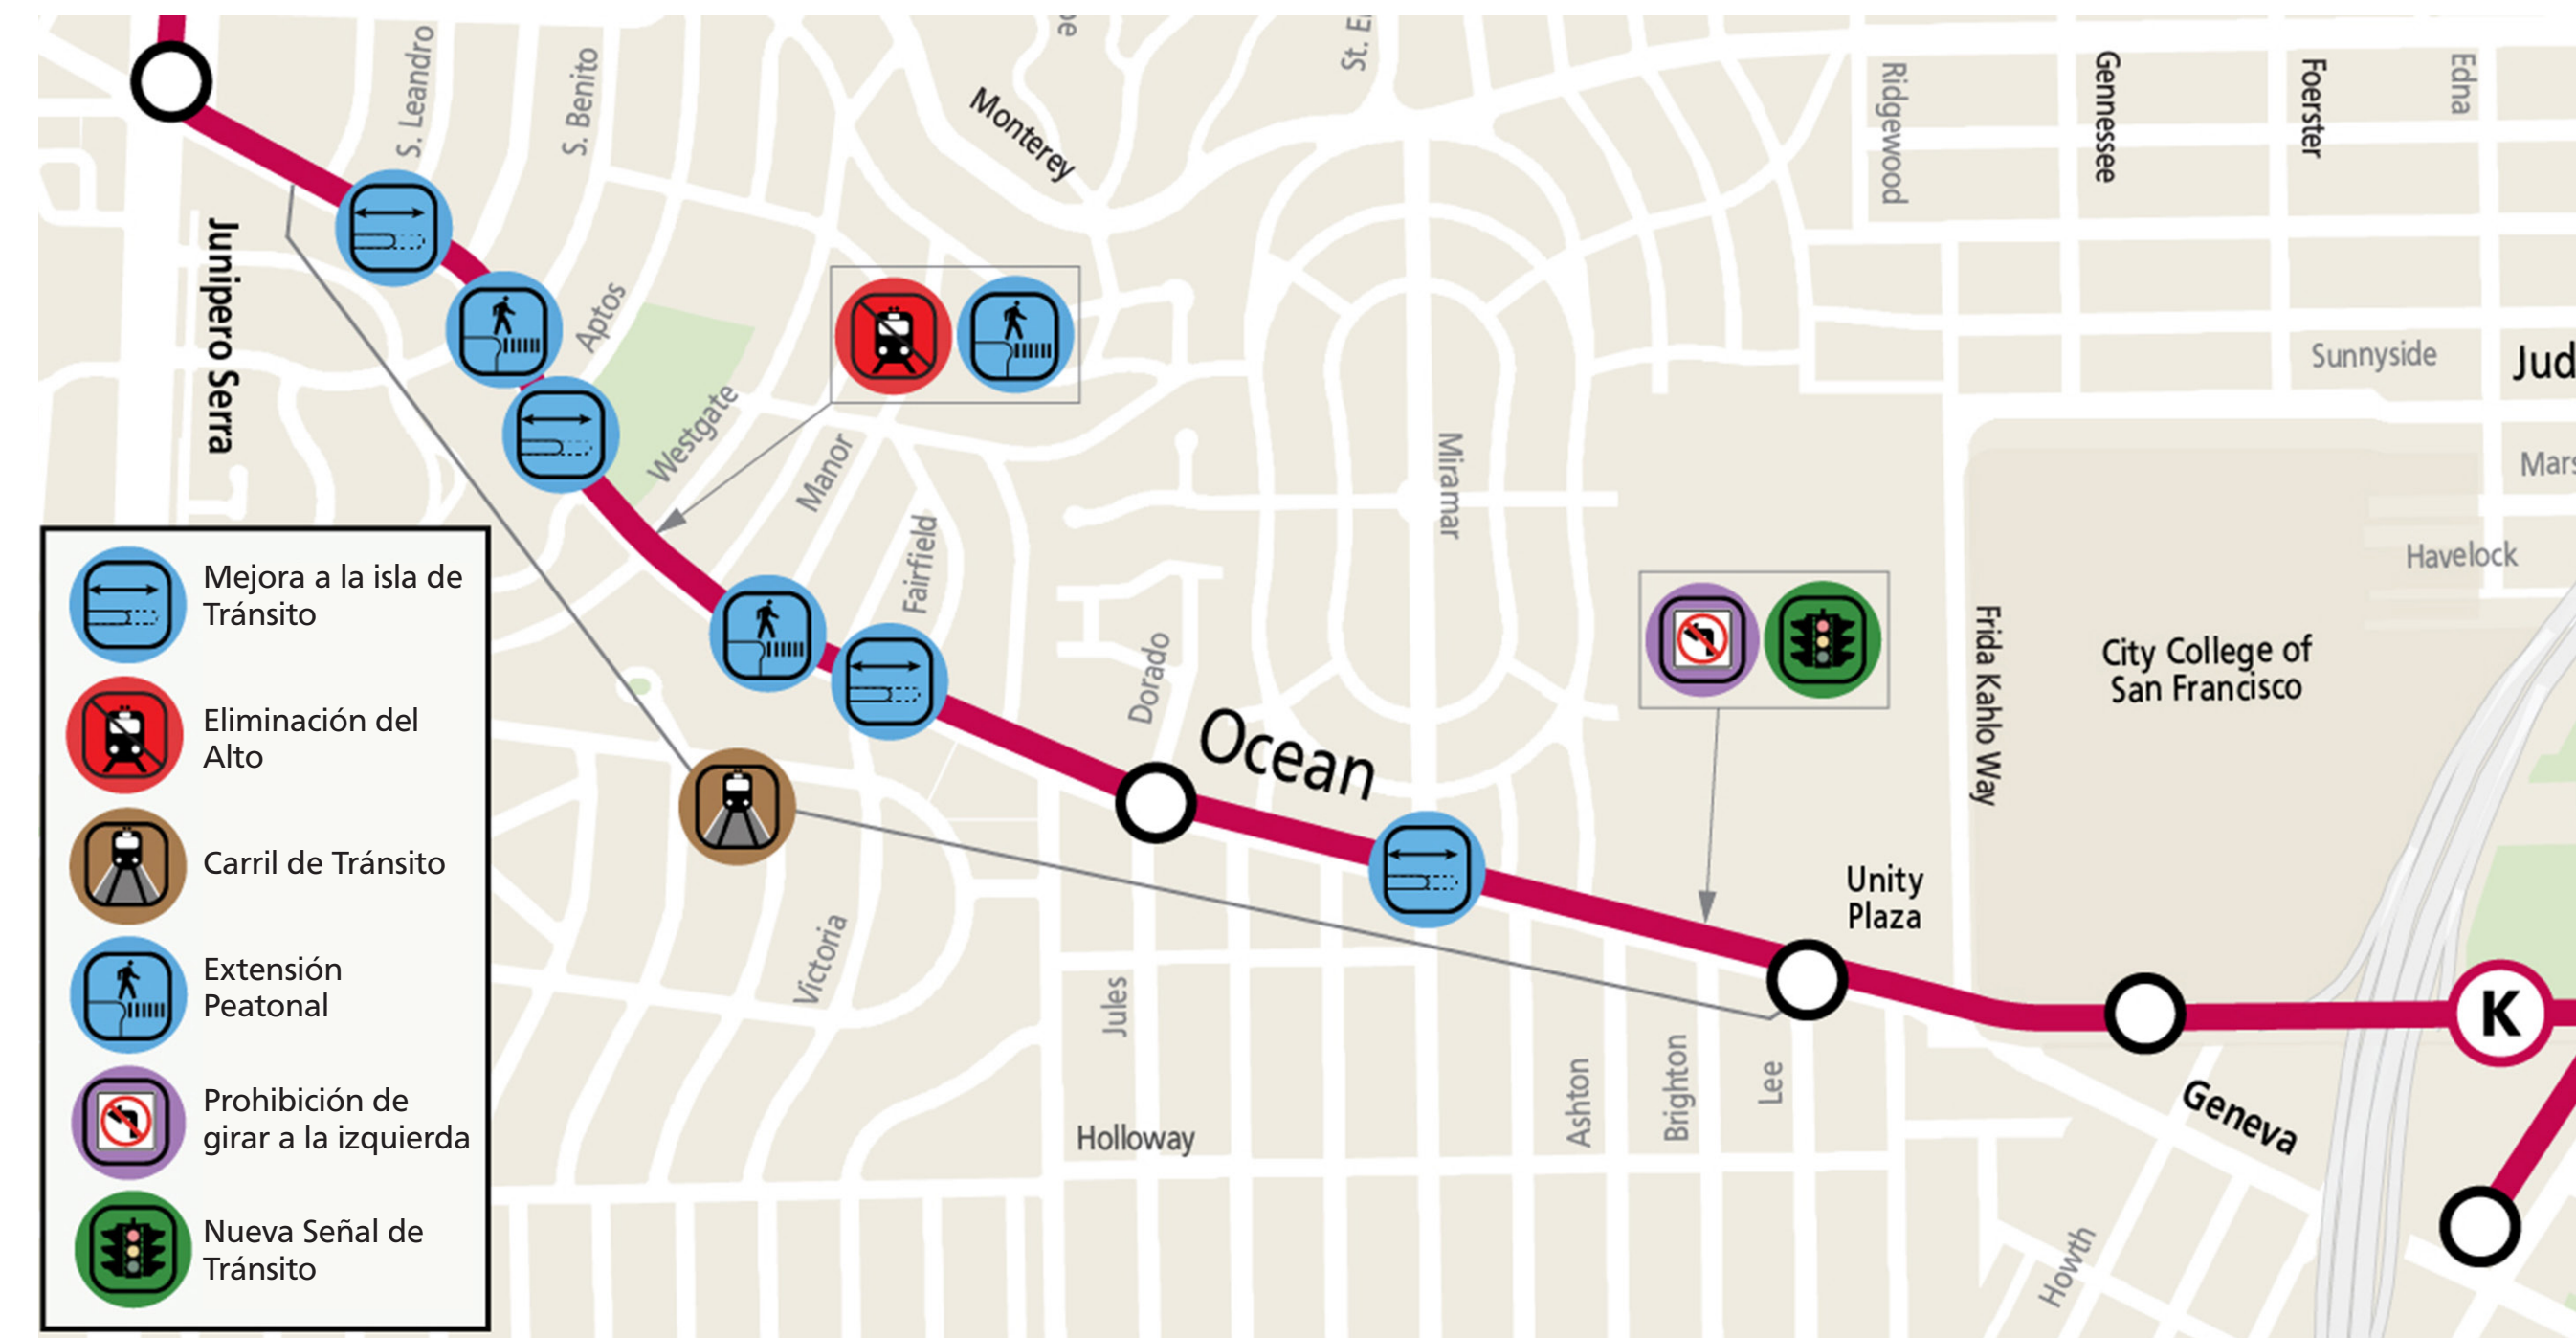 S. Leandro
S. Benito
Monterey
Ridgewood
Gennessee
Foerster
Edna
Junipero Serra
Aptos
Westgate
Manor
Fairfield
Miramar
Sunnyside
Havelock
Dorado
Ocean
Frida Kahlo Way
City College of
San Francisco
Unity
Plaza
K
Victoria
Jules
Holloway
Ashton
Brighton
Lee
Geneva
Howth
Mejora a la isla de
Tránsito
Eliminación del
Alto
Carril de Tránsito
Extensión
Peatonal
Prohibición de
girar a la izquierda
Nueva Señal de
Tránsito